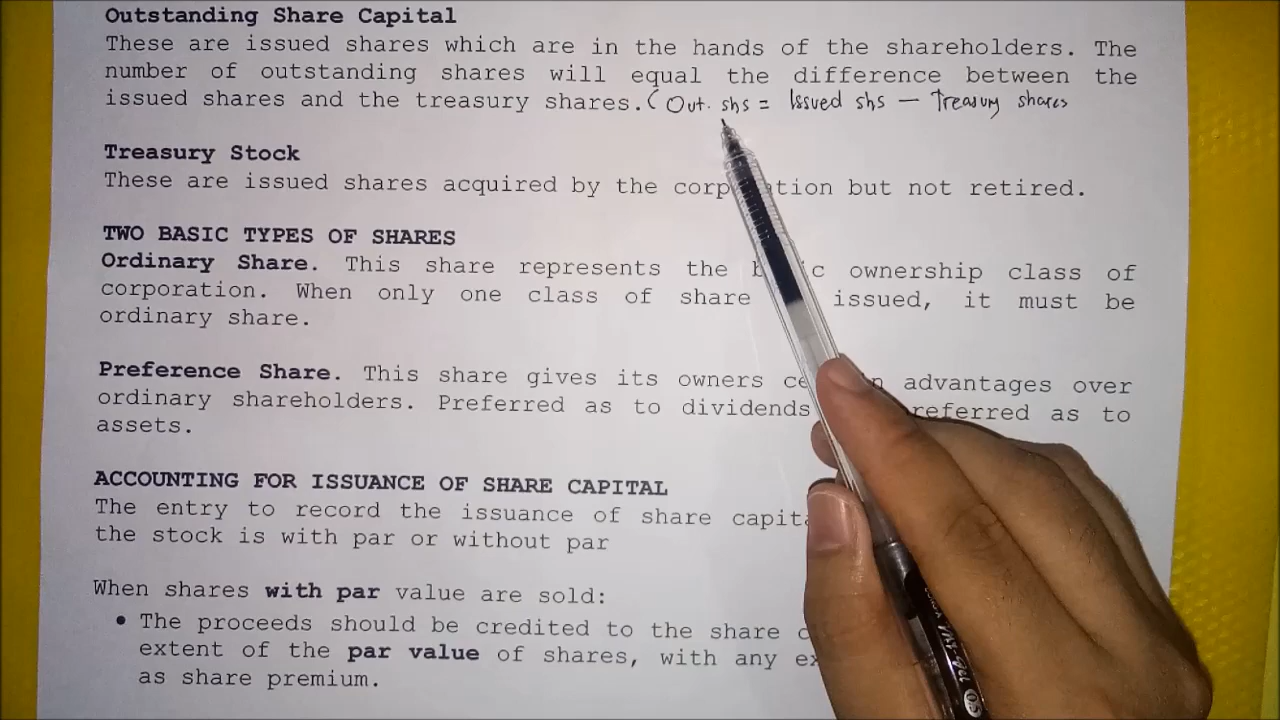 Outstanding Share Capital
These are issued shares which are in the hands of the shareholders. The
number of outstanding shares will equal the difference between the
issued shares and the treasury shares. ( Out. shs = Issued shs — Treasury shares
Treasury Stock
These are issued shares acquired by the corp tion but not retired.
TWO BASIC TYPES OF SHARES
Ordinary Share. This share represents the b c ownership class of
corporation. When only one class of share issued, it must be
ordinary share.
Preference Share. This share gives its owners ce n advantages over
ordinary shareholders. Preferred as to dividends referred as to
assets.
ACCOUNTING FOR ISSUANCE OF SHARE CAPITAL
The entry to record the issuance of share capita
the stock is with par or without par
When shares with par value are sold:
• The proceeds should be credited to the share c
extent of the par value of shares, with any ex
as share premium.
0.5